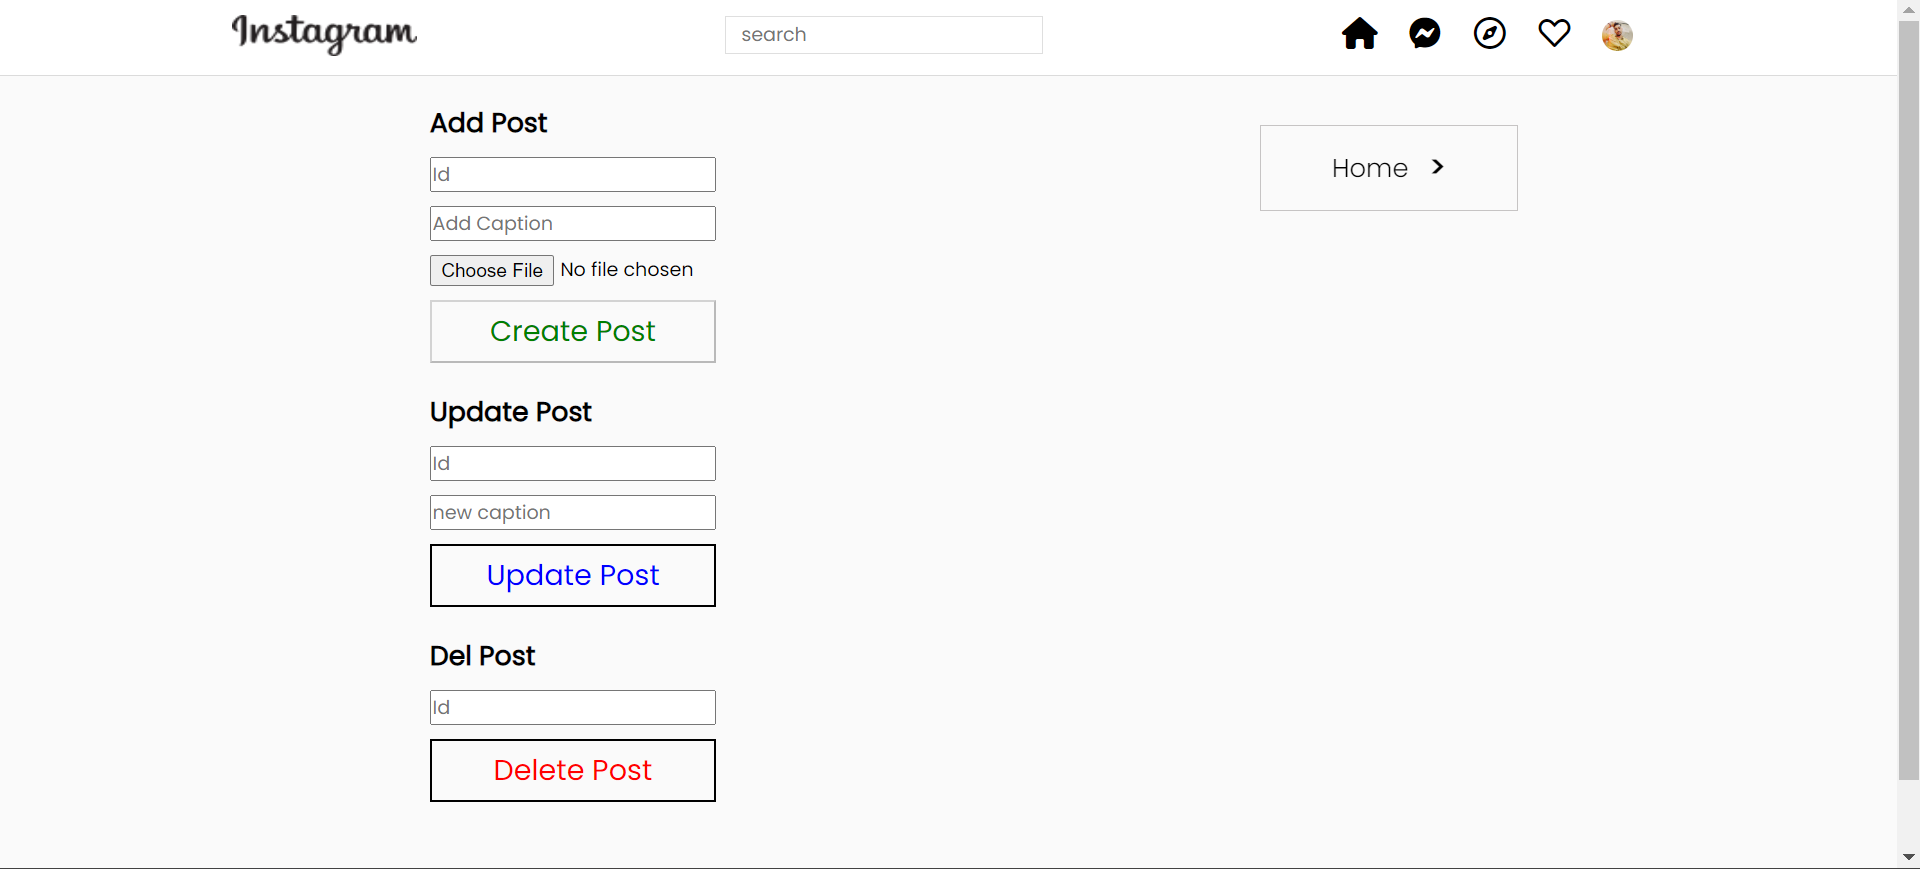 Instagram
search
Add Post
Id
Add Caption
Choose File No file chosen
Create Post
Update Post
Id
new caption
Update Post
Del Post
Id
Delete Post
Home >